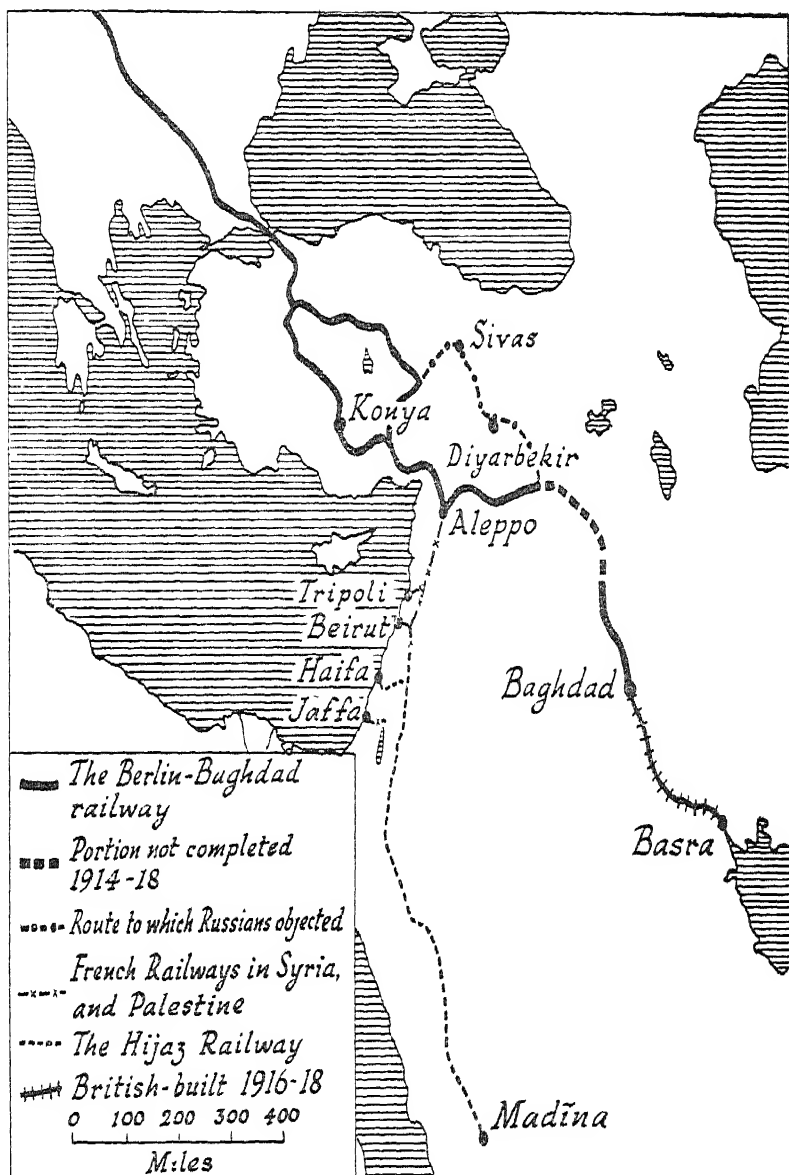 Sivas
Konya
Diyarbekir
Aleppo
Tripoli
Beirut
Haifa
Jaffa
Baghdad
Basra
Madīna
The Berlin-Baghdad
railway
Portion not completed
1914-18
Route to which Russians objected
French Railways in Syria,
and Palestine
The Hijaz Railway
British-built 1916-18
0 100 200 300 400
Miles